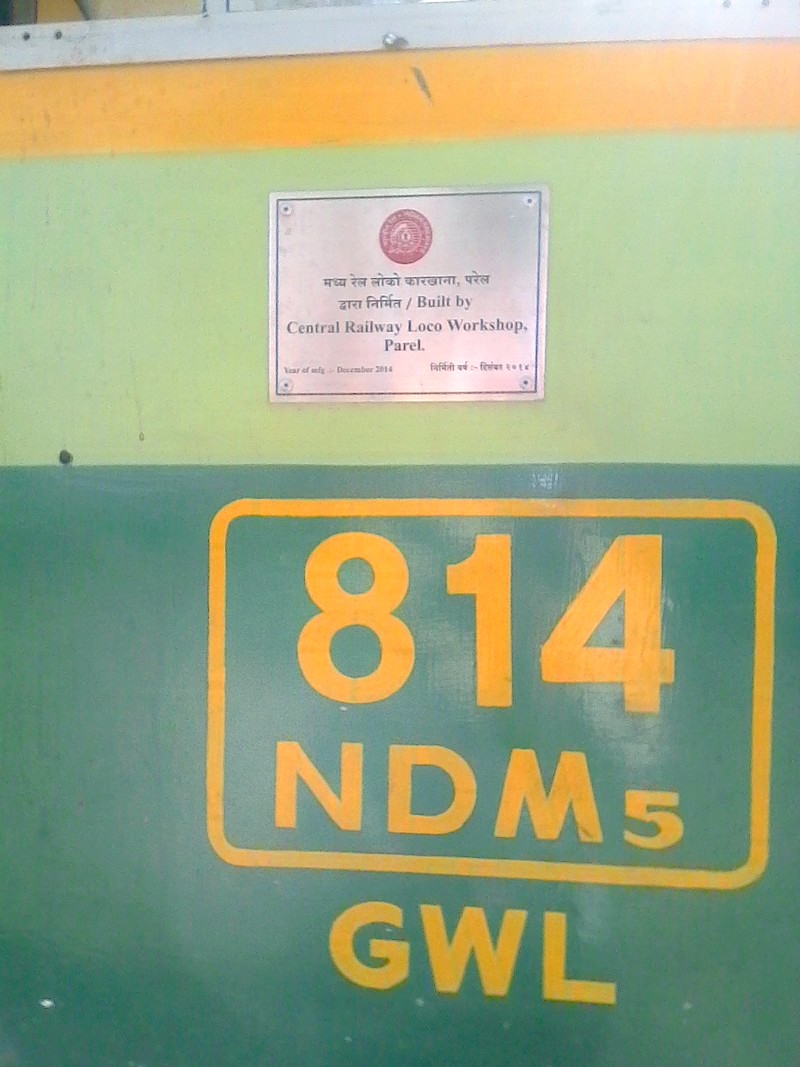 मध्य रेल लोको कारखाना, परेल
द्वारा निर्मित / Built by
Central Railway Loco Workshop,
Parel.
Year of mfg :- December 2014 निर्मिती वर्ष :- दिसंबर २०१४
814
NDM5
GWL